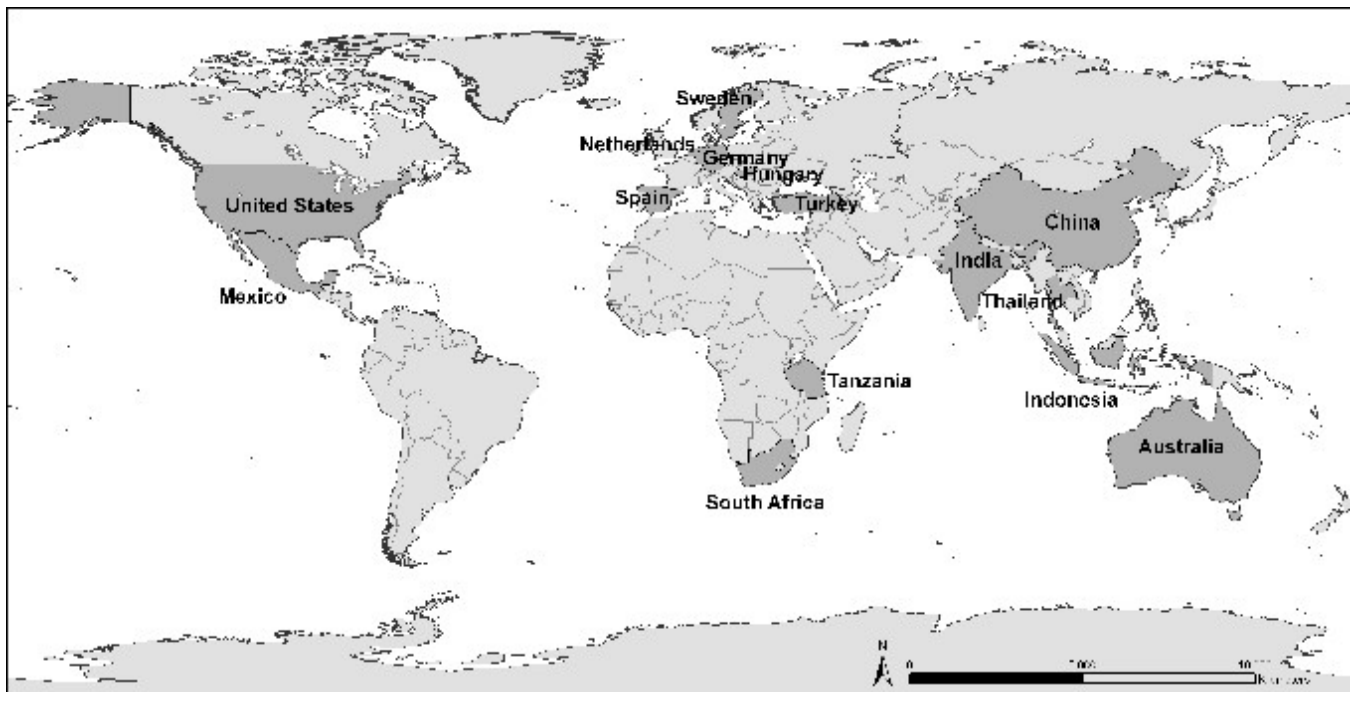 Sweden
Netherlands
Germany
Hungary
Spain
Turkey
United States
China
India
Mexico
Thailand
Tanzania
Indonesia
Australia
South Africa
N
0